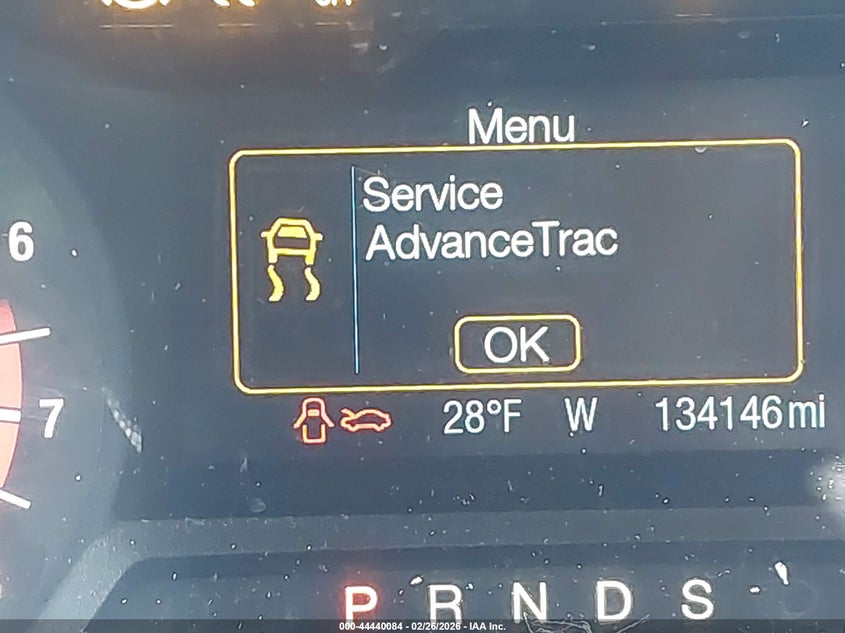 Menu
Service
AdvanceTrac
OK
6
7
28°F W 134146mi
P R N D S
000-44440084 - 02/26/2026 - IAA Inc.